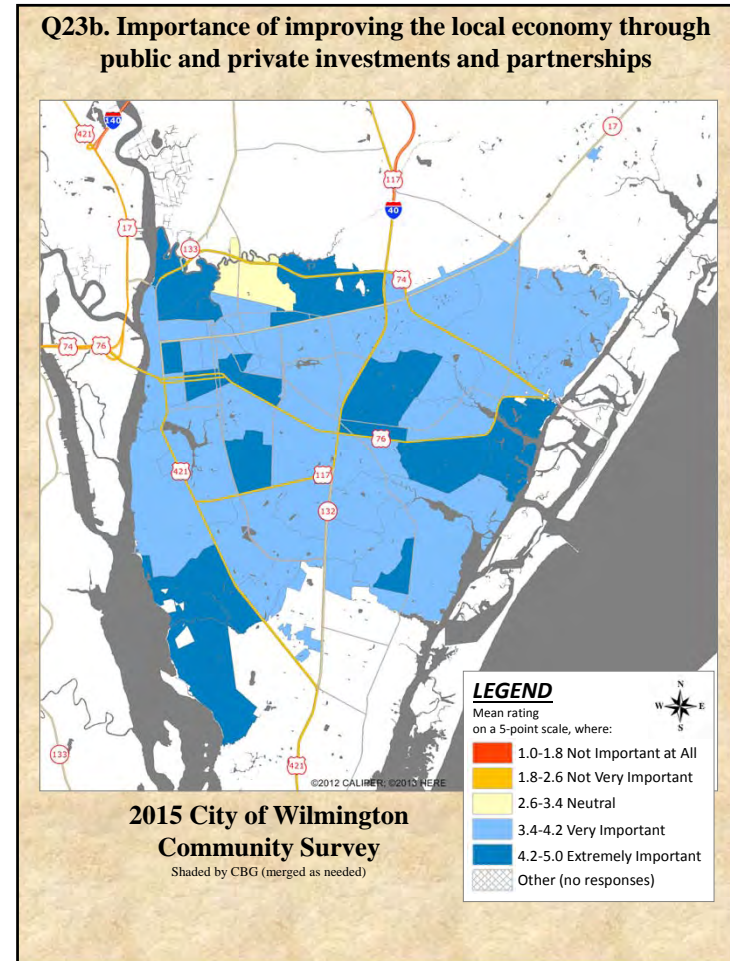 Q23b. Importance of improving the local economy through
public and private investments and partnerships
140
421
17
117
40
17
133
74
74
76
76
421
117
132
133
421
©2012 CALIPER; ©2013 HERE
LEGEND
Mean rating
on a 5-point scale, where:
N
W
E
S
1.0-1.8 Not Important at All
1.8-2.6 Not Very Important
2.6-3.4 Neutral
3.4-4.2 Very Important
4.2-5.0 Extremely Important
Other (no responses)
2015 City of Wilmington
Community Survey
Shaded by CBG (merged as needed)